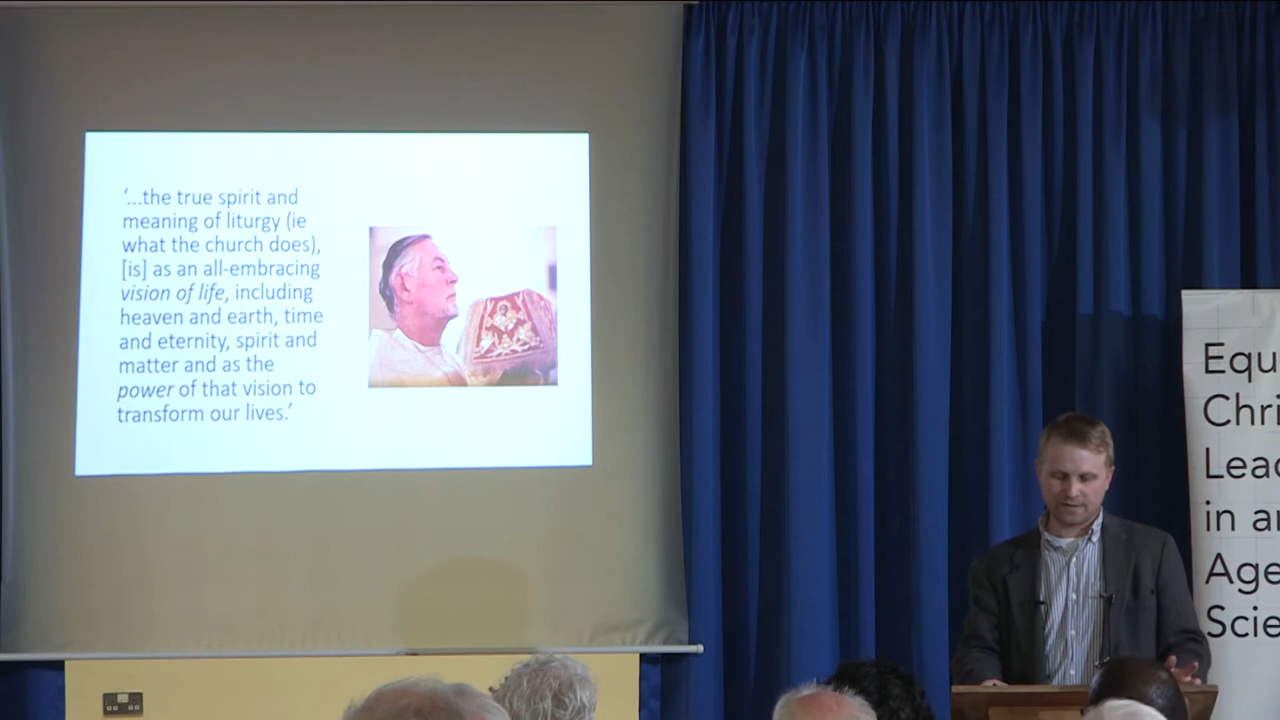 ‘...the true spirit and
meaning of liturgy (ie
what the church does),
[is] as an all-embracing
vision of life, including
heaven and earth, time
and eternity, spirit and
matter and as the
power of that vision to
transform our lives.’
Equ
Chri
Lead
in an
Age
Scie